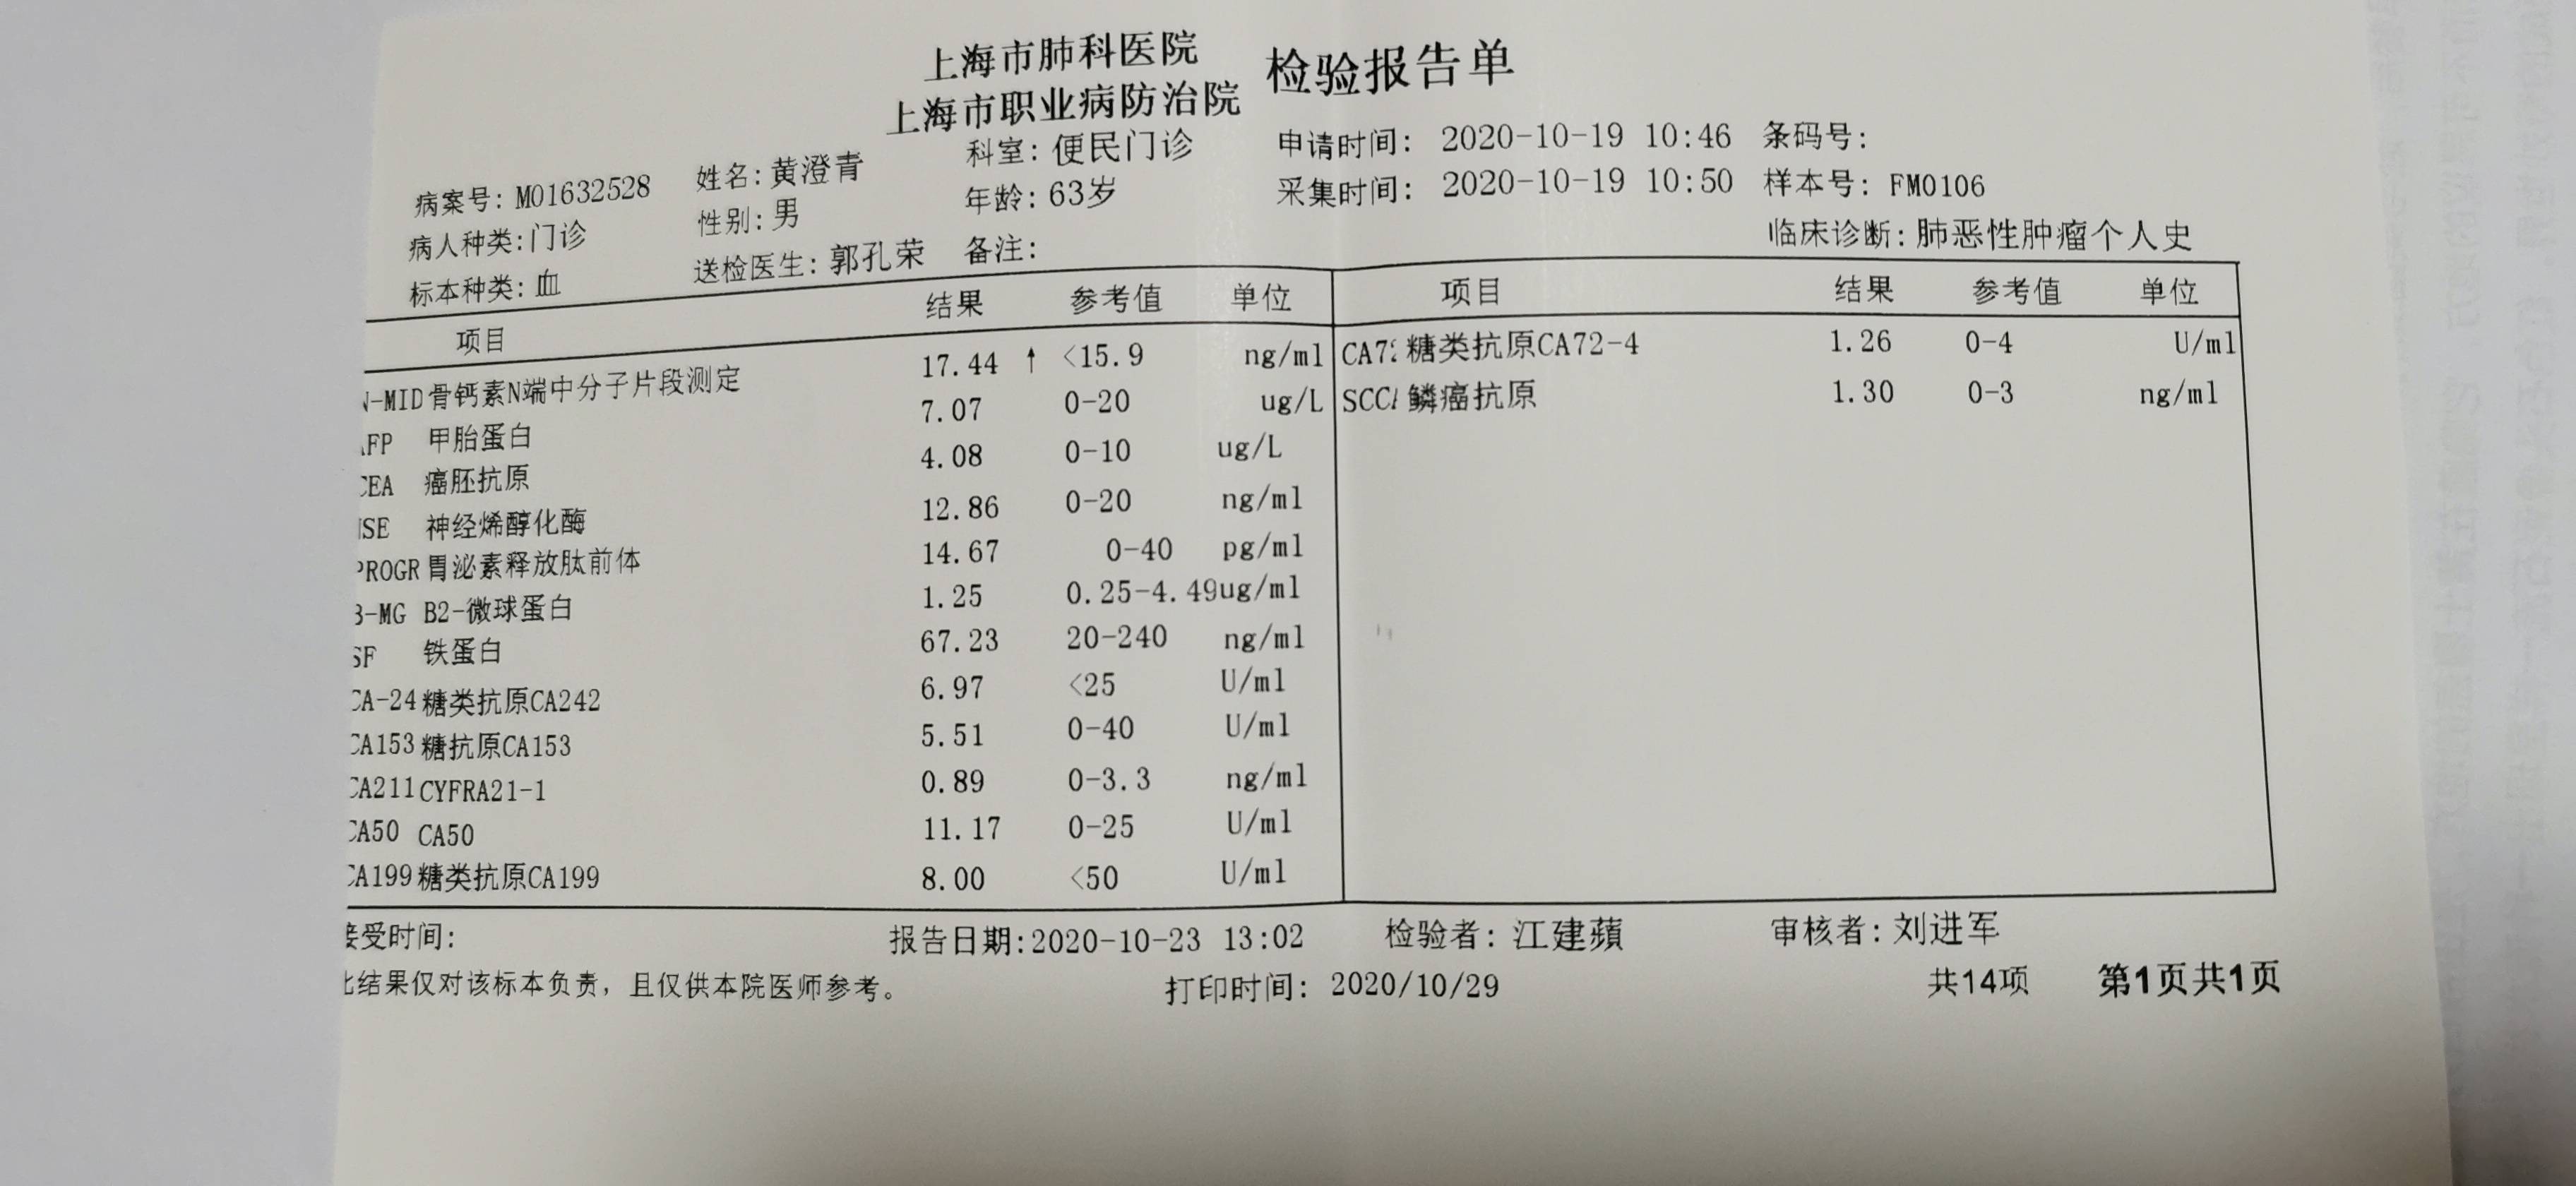 上海市肺科医院
上海市职业病防治院
检验报告单
病案号: M01632528 姓名: 黄澄青 科室: 便民门诊 申请时间: 2020-10-19 10:46 条码号:
病人种类: 门诊 性别: 男 年龄: 63岁 采集时间: 2020-10-19 10:50 样本号: FM0106
标本种类: 血 送检医生: 郭孔荣 备注: 临床诊断: 肺恶性肿瘤个人史
项目 结果 参考值 单位 项目 结果 参考值 单位
N-MID 骨钙素N端中分子片段测定 17.44 ↑ <15.9 ng/ml CA72 糖类抗原CA72-4 1.26 0-4 U/ml
AFP 甲胎蛋白 7.07 0-20 ug/L SCC 鳞癌抗原 1.30 0-3 ng/ml
CEA 癌胚抗原 4.08 0-10 ug/L
NSE 神经烯醇化酶 12.86 0-20 ng/ml
PROGR 胃泌素释放肽前体 14.67 0-40 pg/ml
B-MG B2-微球蛋白 1.25 0.25-4.49 ug/ml
SF 铁蛋白 67.23 20-240 ng/ml
CA-24 糖类抗原CA242 6.97 <25 U/ml
CA153 糖抗原CA153 5.51 0-40 U/ml
CA211 CYFRA21-1 0.89 0-3.3 ng/ml
CA50 CA50 11.17 0-25 U/ml
CA199 糖类抗原CA199 8.00 <50 U/ml
接受时间: 报告日期: 2020-10-23 13:02 检验者: 江建蘋 审核者: 刘进军
此结果仅对该标本负责，且仅供本院医师参考。 打印时间: 2020/10/29 共14项 第1页共1页